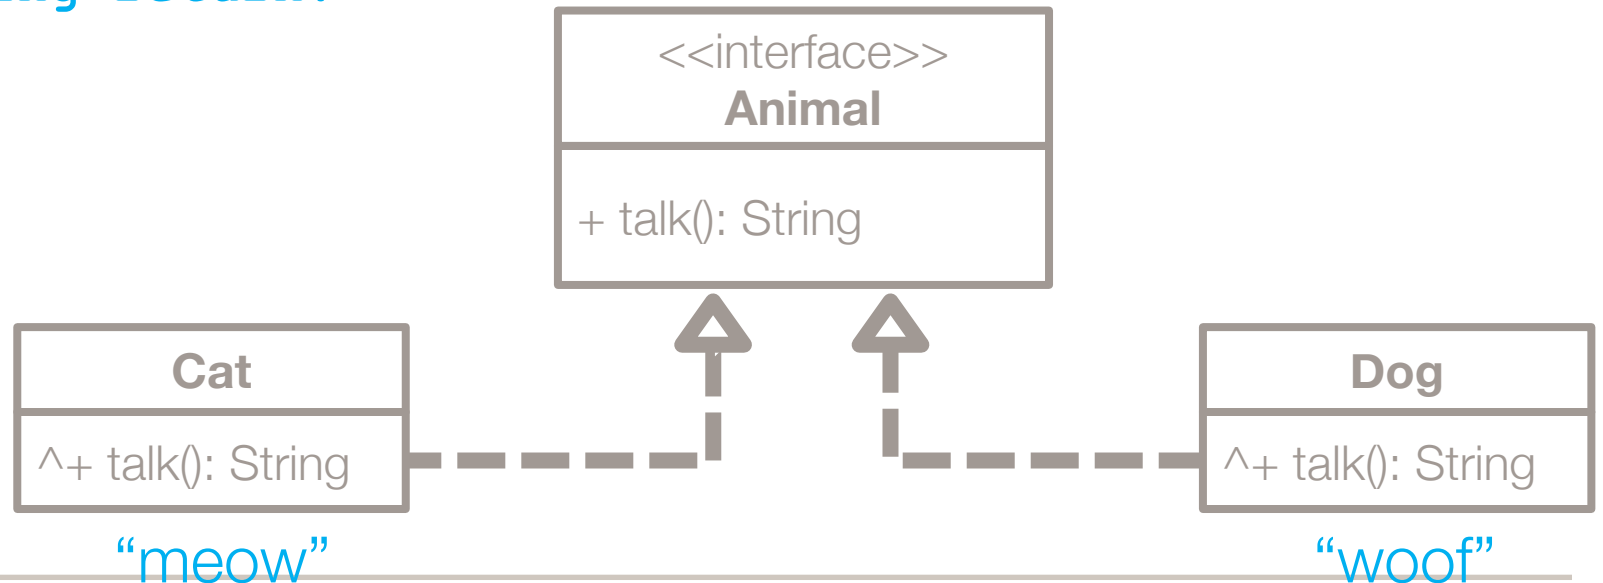 <<interface>>
Animal
+ talk(): String
Cat
^+ talk(): String
Dog
^+ talk(): String
“meow”
“woof”